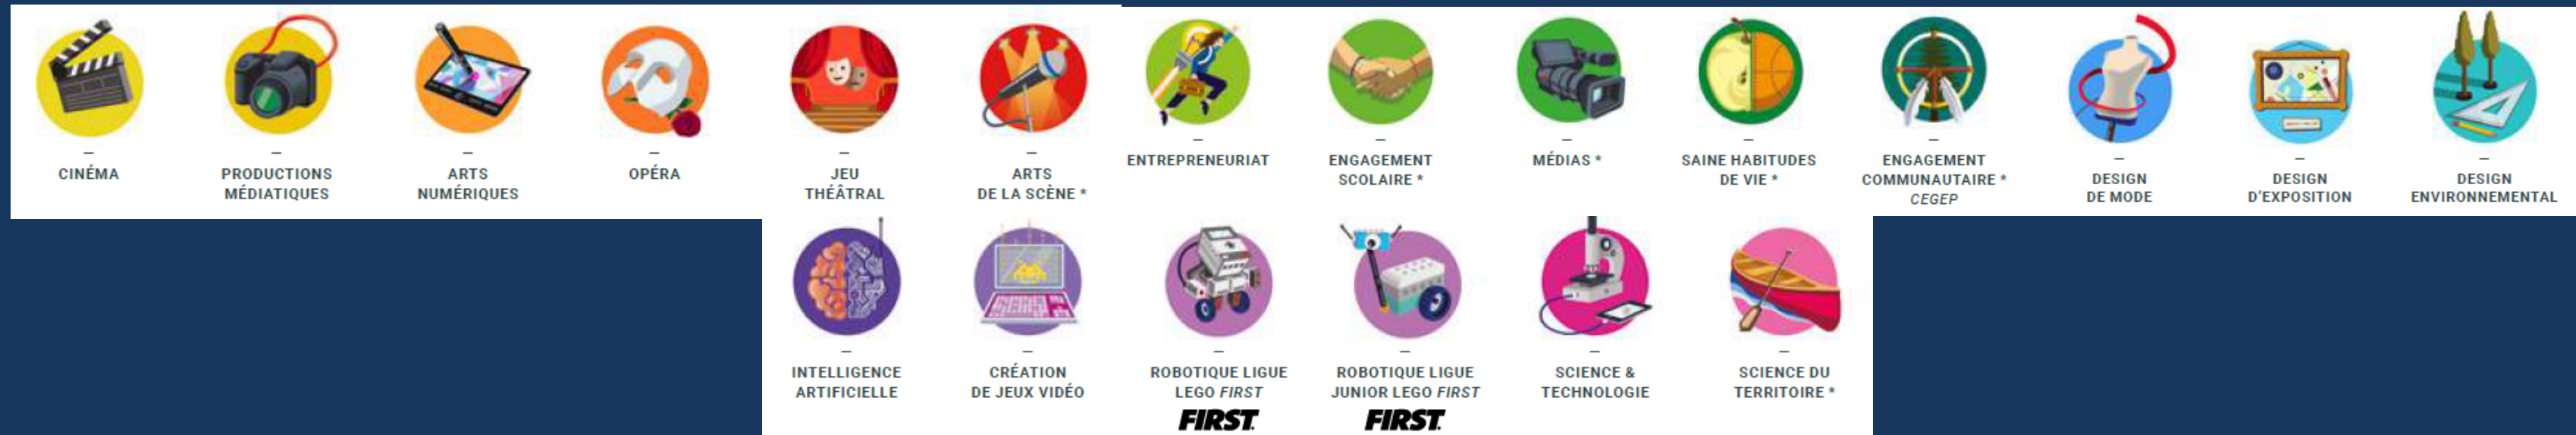 CINÉMA
PRODUCTIONS
MÉDIATIQUES
ARTS
NUMÉRIQUES
OPÉRA
JEU
THÉÂTRAL
ARTS
DE LA SCÈNE *
ENTREPRENEURIAT
ENGAGEMENT
SCOLAIRE *
MÉDIAS *
SAINE HABITUDES
DE VIE *
ENGAGEMENT
COMMUNAUTAIRE *
CEGEP
DESIGN
DE MODE
DESIGN
D'EXPOSITION
DESIGN
ENVIRONNEMENTAL
INTELLIGENCE
ARTIFICIELLE
CRÉATION
DE JEUX VIDÉO
ROBOTIQUE LIGUE
LEGO FIRST
FIRST.
ROBOTIQUE LIGUE
JUNIOR LEGO FIRST
FIRST.
SCIENCE &
TECHNOLOGIE
SCIENCE DU
TERRITOIRE *